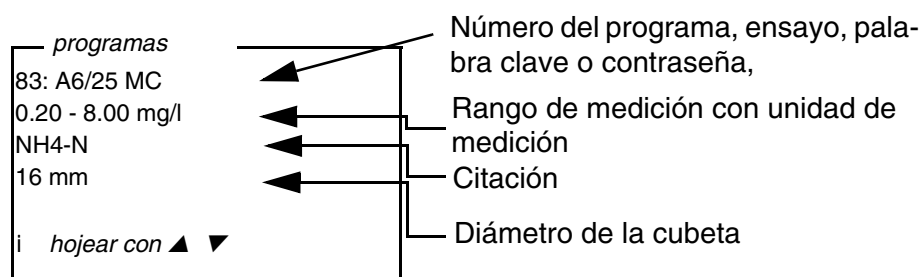 programas
83: A6/25 MC
0.20 - 8.00 mg/l
NH4-N
16 mm
i hojear con ▲ ▼
Número del programa, ensayo, pala-
bra clave o contraseña,
Rango de medición con unidad de
medición
Citación
Diámetro de la cubeta